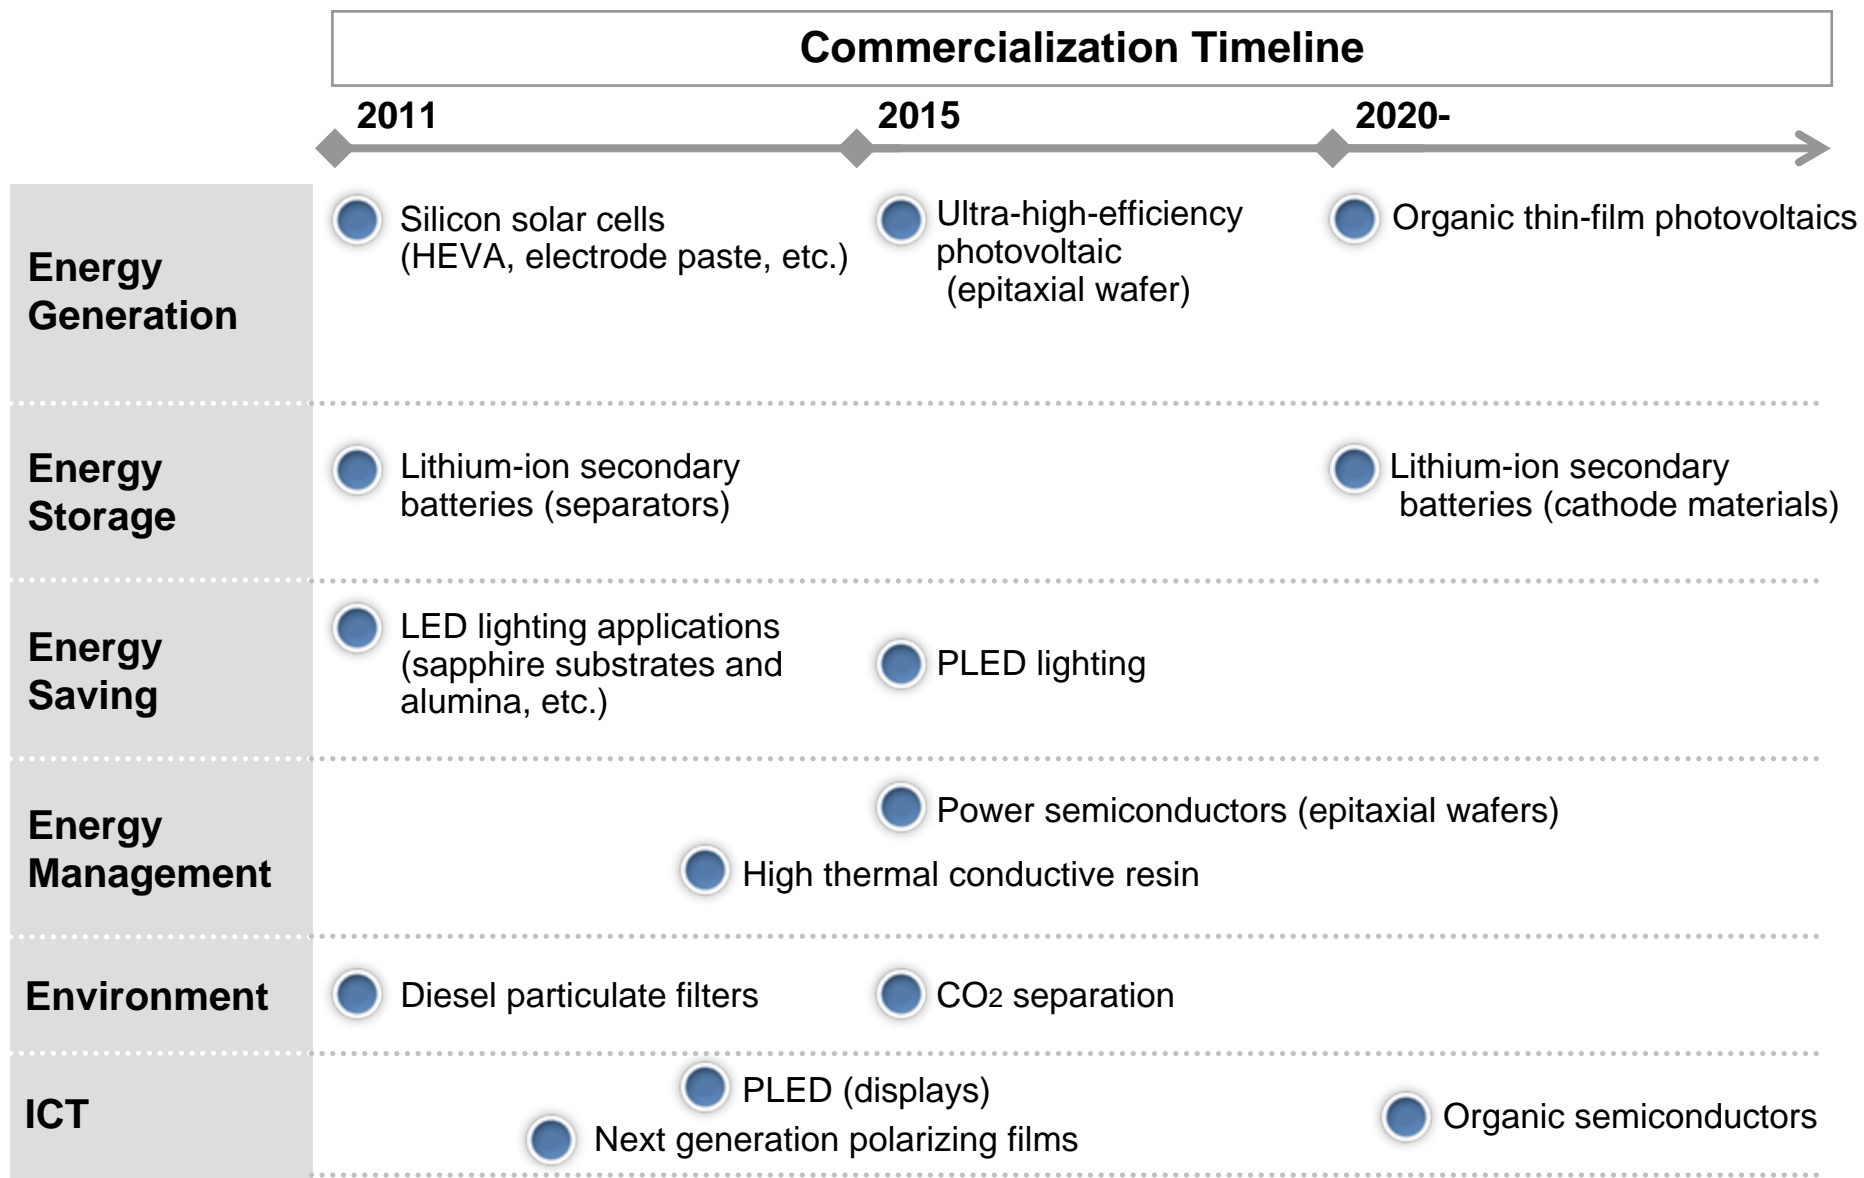 Commercialization Timeline
2011
2015
2020-
Energy
Generation
Silicon solar cells
(HEVA, electrode paste, etc.)
Ultra-high-efficiency
photovoltaic
(epitaxial wafer)
Organic thin-film photovoltaics
Energy
Storage
Lithium-ion secondary
batteries (separators)
Lithium-ion secondary
batteries (cathode materials)
Energy
Saving
LED lighting applications
(sapphire substrates and
alumina, etc.)
PLED lighting
Energy
Management
Power semiconductors (epitaxial wafers)
High thermal conductive resin
Environment
Diesel particulate filters
CO2 separation
ICT
PLED (displays)
Next generation polarizing films
Organic semiconductors